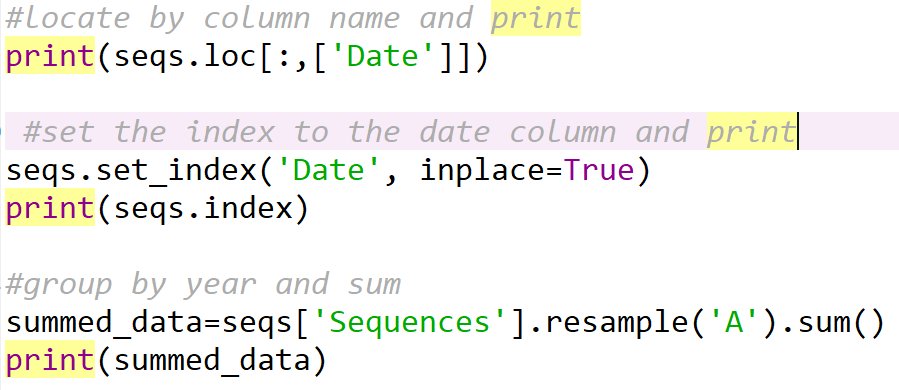 #locate by column name and print
print(seqs.loc[:,['Date']])
#set the index to the date column and print
seqs.set_index('Date', inplace=True)
print(seqs.index)
#group by year and sum
summed_data=seqs['Sequences'].resample('A').sum()
print(summed_data)